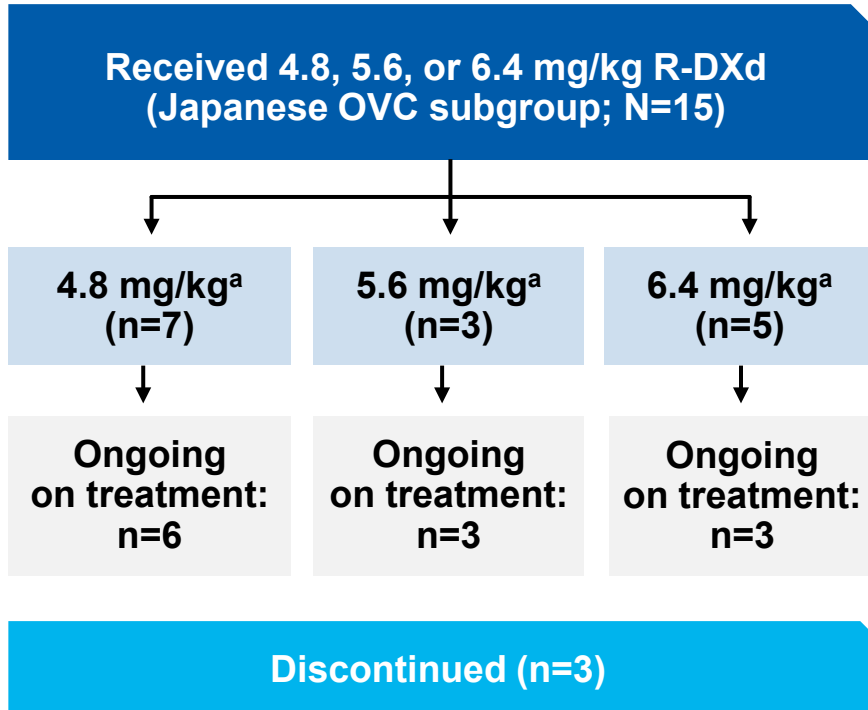 Received 4.8, 5.6, or 6.4 mg/kg R-DXd
(Japanese OVC subgroup; N=15)
4.8 mg/kgᵃ
(n=7)
5.6 mg/kgᵃ
(n=3)
6.4 mg/kgᵃ
(n=5)
Ongoing
on treatment:
n=6
Ongoing
on treatment:
n=3
Ongoing
on treatment:
n=3
Discontinued (n=3)